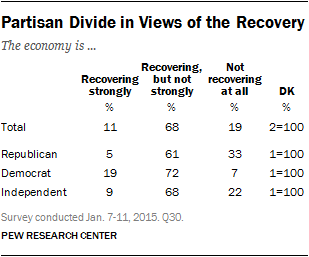 Partisan Divide in Views of the Recovery
The economy is ...
Recovering strongly Recovering, but not strongly Not recovering at all DK
% % % %
Total 11 68 19 2=100
Republican 5 61 33 1=100
Democrat 19 72 7 1=100
Independent 9 68 22 1=100
Survey conducted Jan. 7-11, 2015. Q30.
PEW RESEARCH CENTER